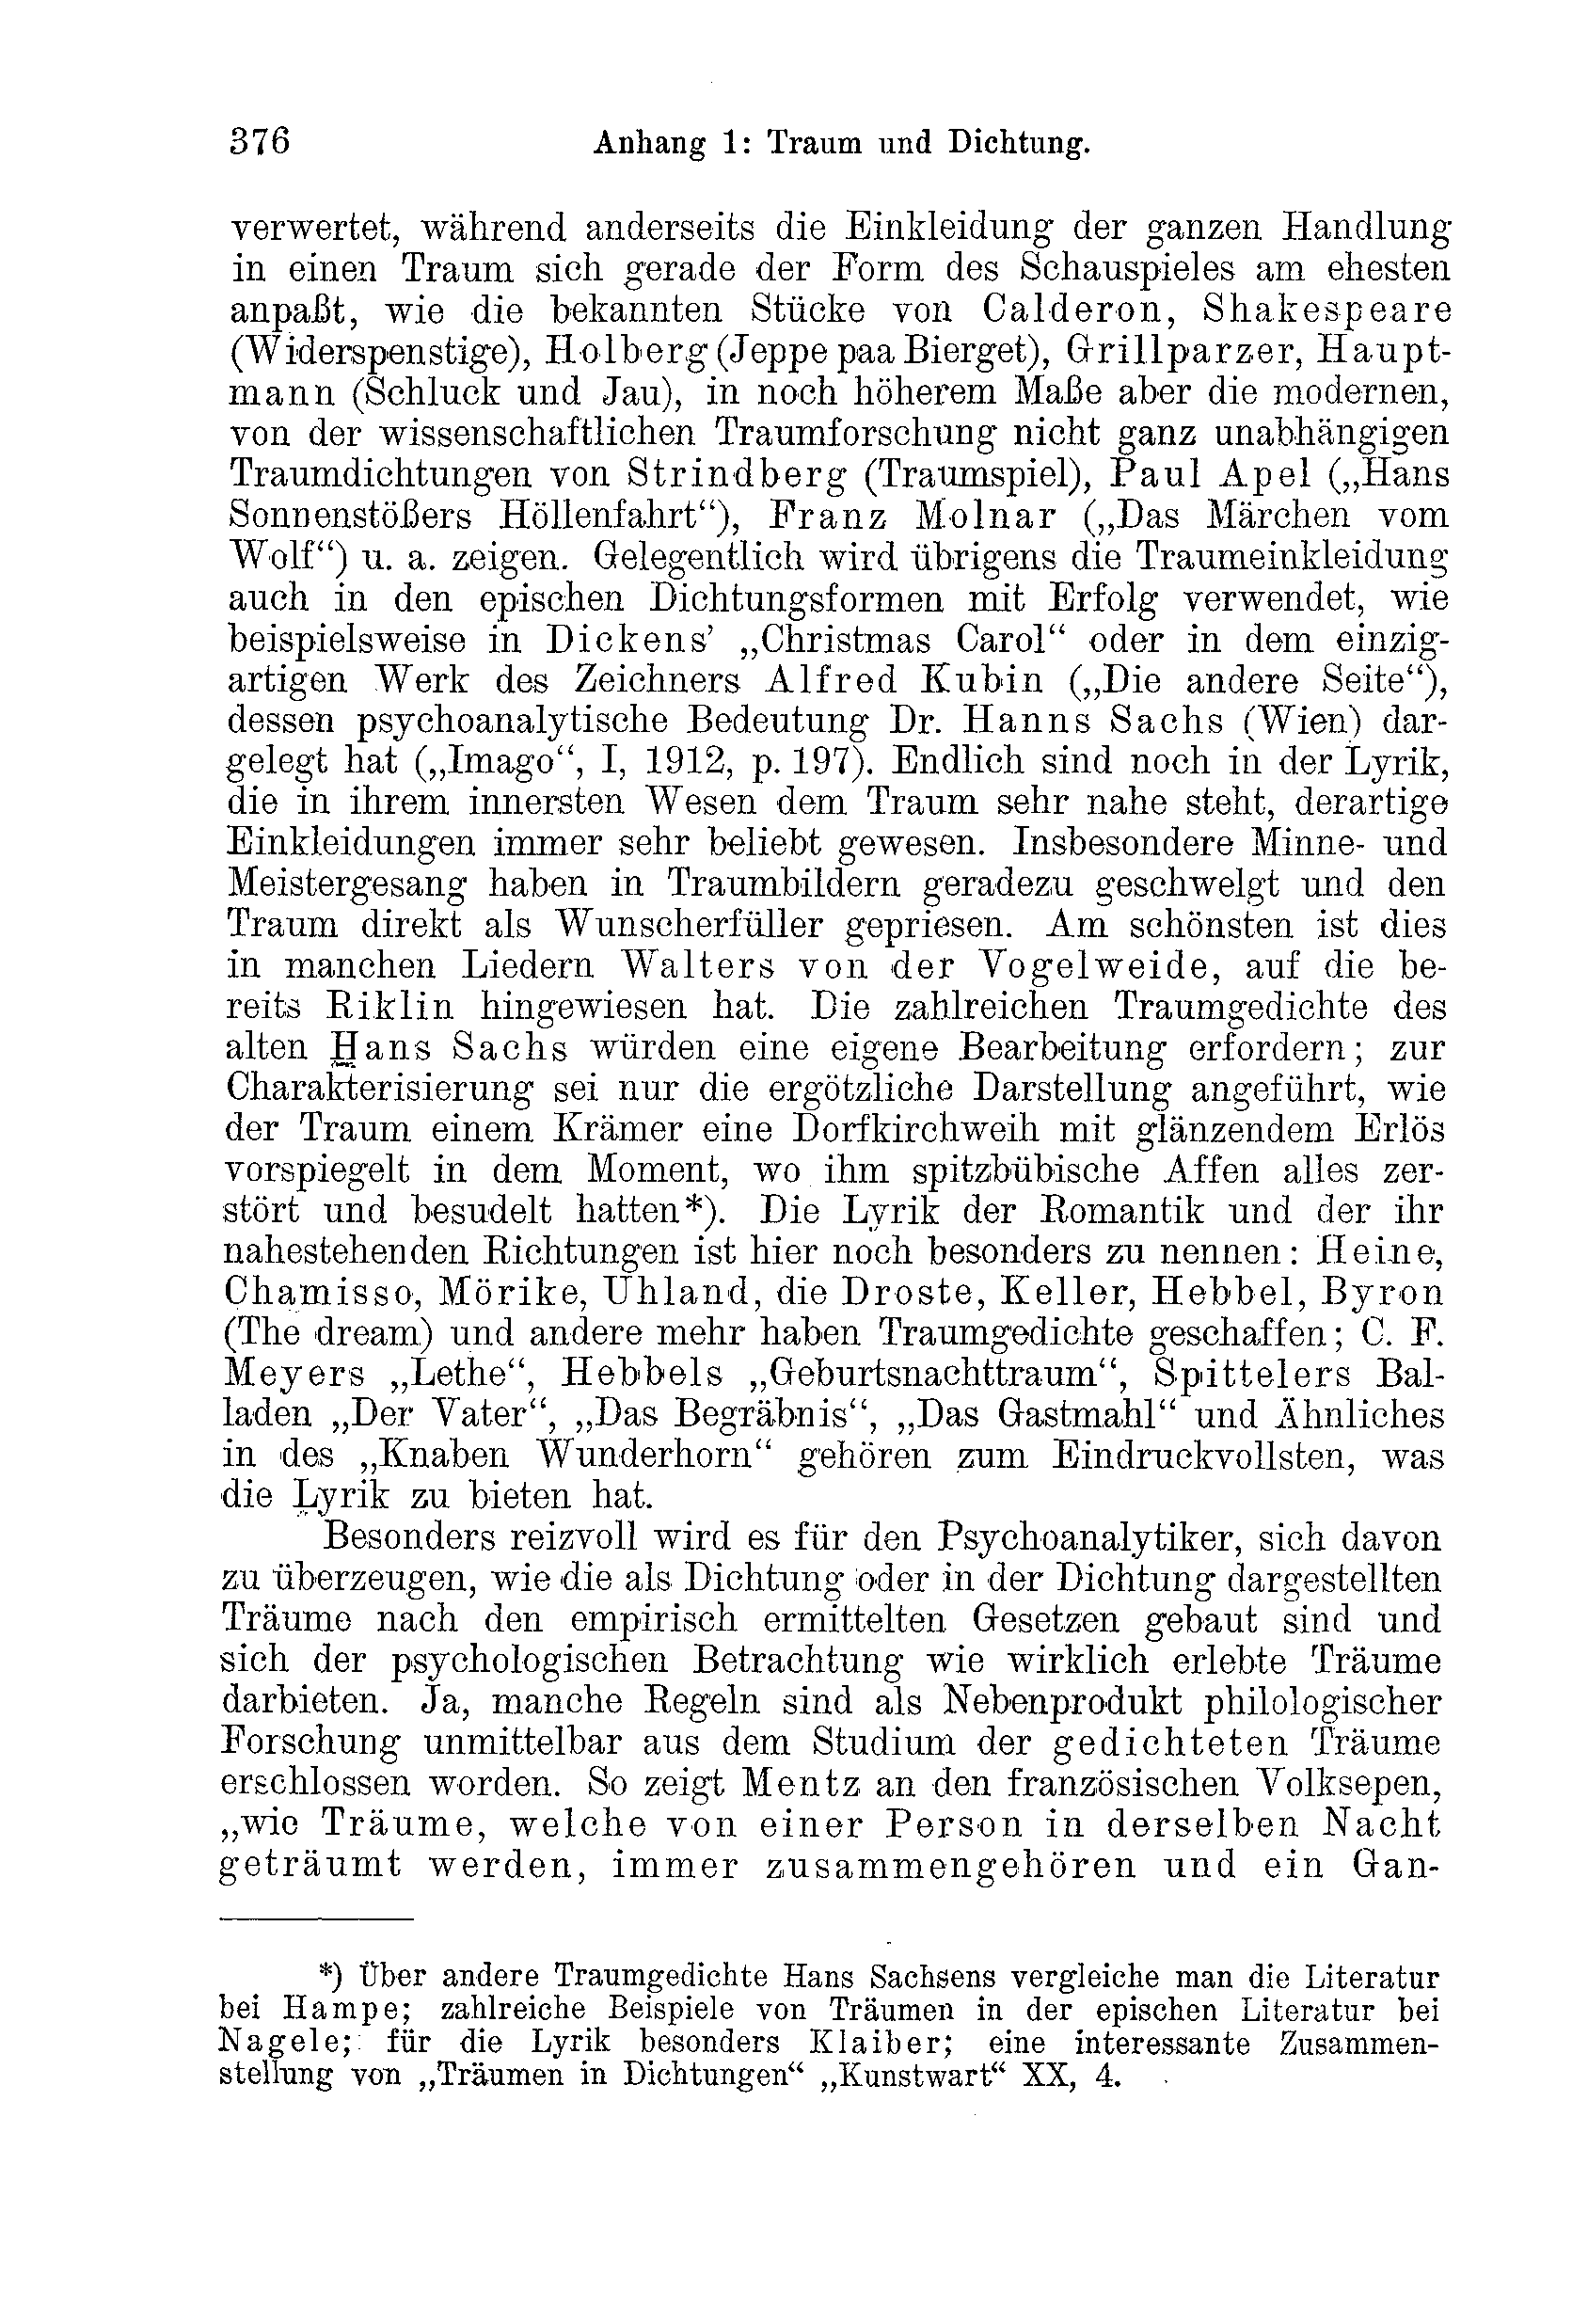 376 Anhang 1: Traum und Dichtung.
verwertet, während anderseits die Einkleidung der ganzen Handlung
in einen Traum sich gerade der Form des Schauspieles am ehesten
anpaßt, wie die bekannten Stücke von Calderon, Shakespeare
(Widerspenstige), Holberg (Jeppe paa Bierget), Grillparzer, Haupt-
mann (Schluck und Jau), in noch höherem Maße aber die modernen,
von der wissenschaftlichen Traumforschung nicht ganz unabhängigen
Traumdichtungen von Strindberg (Traumspiel), Paul Apel („Hans
Sonnenstößers Höllenfahrt“), Franz Molnar („Das Märchen vom
Wolf“) u. a. zeigen. Gelegentlich wird übrigens die Traumeinkleidung
auch in den epischen Dichtungsformen mit Erfolg verwendet, wie
beispielsweise in Dickens’ „Christmas Carol“ oder in dem einzig-
artigen Werk des Zeichners Alfred Kubin („Die andere Seite“),
dessen psychoanalytische Bedeutung Dr. Hanns Sachs (Wien) dar-
gelegt hat („Imago“, I, 1912, p. 197). Endlich sind noch in der Lyrik,
die in ihrem innersten Wesen dem Traum sehr nahe steht, derartige
Einkleidungen immer sehr beliebt gewesen. Insbesondere Minne- und
Meistergesang haben in Traumbildern geradezu geschwelgt und den
Traum direkt als Wunscherfüller gepriesen. Am schönsten ist dies
in manchen Liedern Walters von der Vogelweide, auf die be-
reits Riklin hingewiesen hat. Die zahlreichen Traumgedichte des
alten Hans Sachs würden eine eigene Bearbeitung erfordern; zur
Charakterisierung sei nur die ergötzliche Darstellung angeführt, wie
der Traum einem Krämer eine Dorfkirchweih mit glänzendem Erlös
vorspiegelt in dem Moment, wo ihm spitzbübische Affen alles zer-
stört und besudelt hatten*). Die Lyrik der Romantik und der ihr
nahestehenden Richtungen ist hier noch besonders zu nennen: Heine,
Chamisso, Mörike, Uhland, die Droste, Keller, Hebbel, Byron
(The dream) und andere mehr haben Traumgedichte geschaffen; C. F.
Meyers „Lethe“, Hebbels „Geburtsnachttraum“, Spittelers Bal-
laden „Der Vater“, „Das Begräbnis“, „Das Gastmahl“ und Ähnliches
in des „Knaben Wunderhorn“ gehören zum Eindruckvollsten, was
die Lyrik zu bieten hat.
Besonders reizvoll wird es für den Psychoanalytiker, sich davon
zu überzeugen, wie die als Dichtung oder in der Dichtung dargestellten
Träume nach den empirisch ermittelten Gesetzen gebaut sind und
sich der psychologischen Betrachtung wie wirklich erlebte Träume
darbieten. Ja, manche Regeln sind als Nebenprodukt philologischer
Forschung unmittelbar aus dem Studium der gedichteten Träume
erschlossen worden. So zeigt Mentz an den französischen Volksepen,
„wie Träume, welche von einer Person in derselben Nacht
geträumt werden, immer zusammengehören und ein Gan-
*) Über andere Traumgedichte Hans Sachsens vergleiche man die Literatur
bei Hampe; zahlreiche Beispiele von Träumen in der epischen Literatur bei
Nagele; für die Lyrik besonders Klaiber; eine interessante Zusammen-
stellung von „Träumen in Dichtungen“ „Kunstwart“ XX, 4.